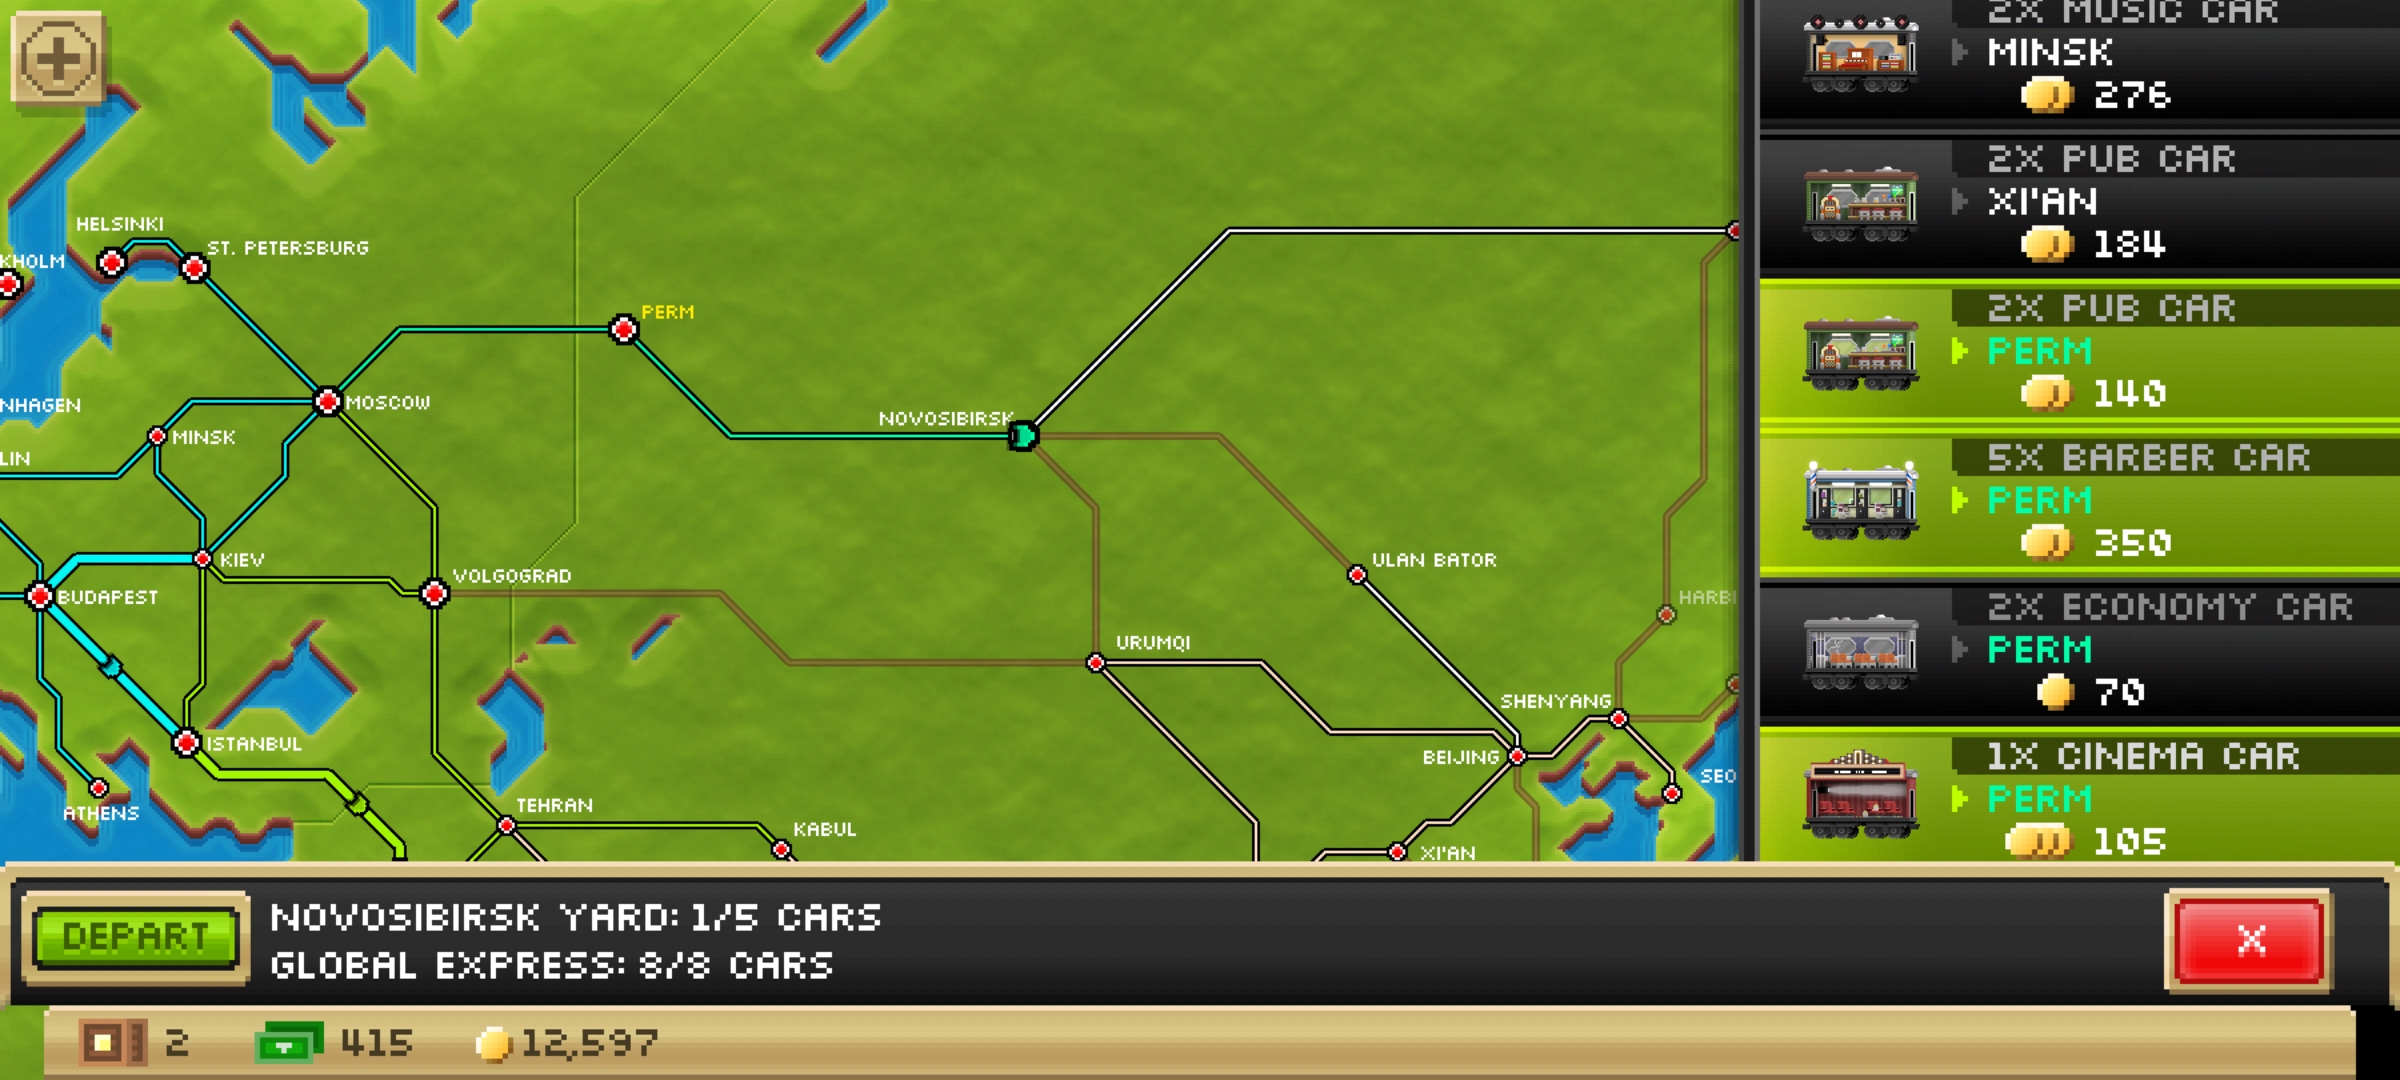 2X MUSIC CAR
MINSK
276
2X PUB CAR
XI'AN
184
2X PUB CAR
PERM
140
5X BARBER CAR
PERM
350
2X ECONOMY CAR
PERM
70
1X CINEMA CAR
PERM
105
HELSINKI
ST. PETERSBURG
KHOLM
PERM
NHAGEN
MOSCOW
NOVOSIBIRSK
MINSK
LIN
KIEV
ULAN BATOR
VOLGOGRAD
BUDAPEST
HARBI
URUMQI
SHENYANG
ISTANBUL
BEIJING
SEO
TEHRAN
ATHENS
KABUL
XI'AN
DEPART
NOVOSIBIRSK YARD: 1/5 CARS
GLOBAL EXPRESS: 8/8 CARS
X
2
415
12,597